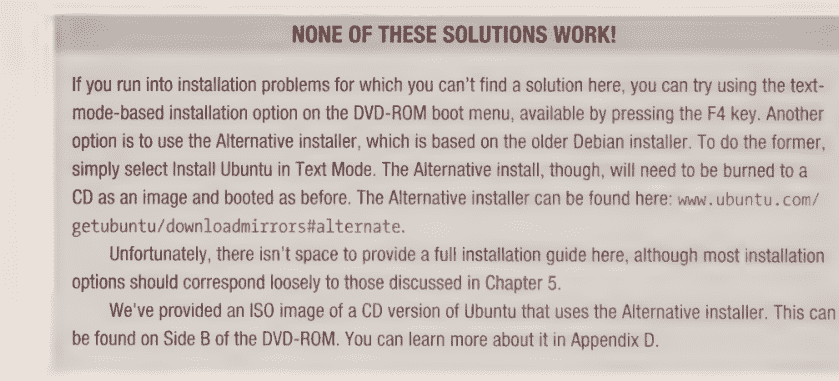 NONE OF THESE SOLUTIONS WORK!
If you run into installation problems for which you can't find a solution here, you can try using the text-
mode-based installation option on the DVD-ROM boot menu, available by pressing the F4 key. Another
option is to use the Alternative installer, which is based on the older Debian installer. To do the former,
simply select Install Ubuntu in Text Mode. The Alternative install, though, will need to be burned to a
CD as an image and booted as before. The Alternative installer can be found here: www.ubuntu.com/
getubuntu/downloadmirrors#alternate.
Unfortunately, there isn't space to provide a full installation guide here, although most installation
options should correspond loosely to those discussed in Chapter 5.
We've provided an ISO image of a CD version of Ubuntu that uses the Alternative installer. This can
be found on Side B of the DVD-ROM. You can learn more about it in Appendix D.